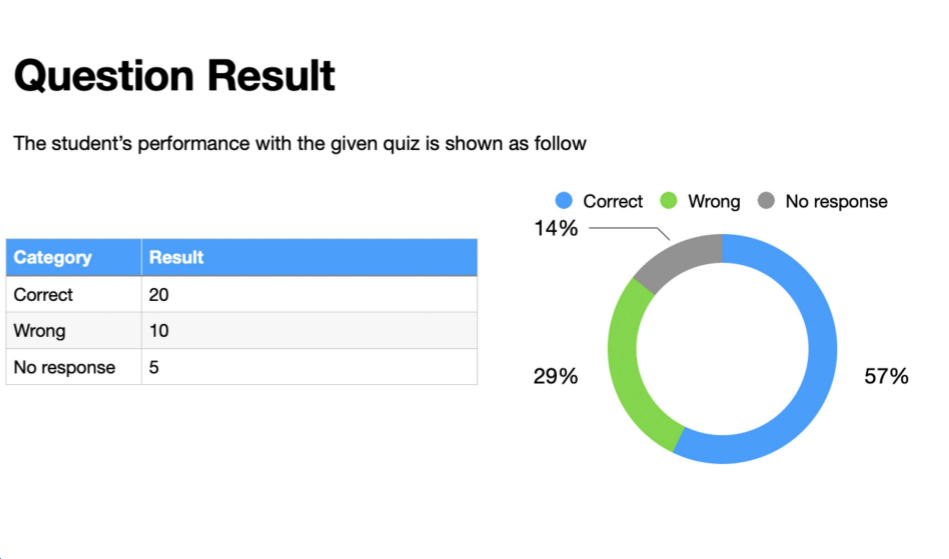 Question Result
The student's performance with the given quiz is shown as follow
Correct Wrong No response
14%
Category Result
Correct 20
Wrong 10
No response 5
29%
57%